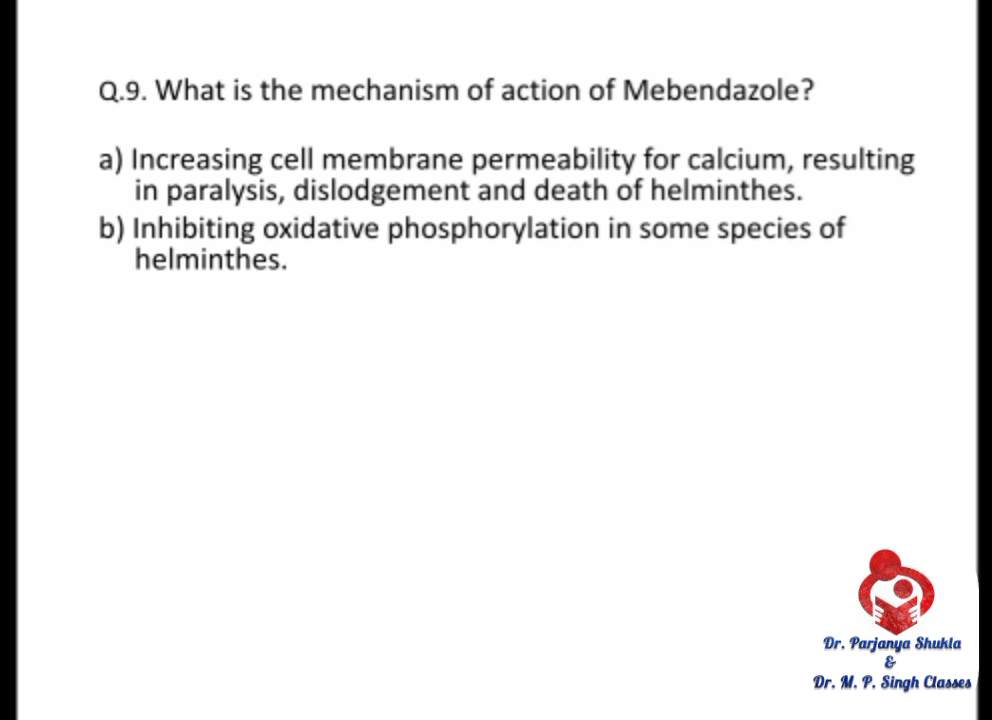 Q.9. What is the mechanism of action of Mebendazole?
a) Increasing cell membrane permeability for calcium, resulting
in paralysis, dislodgement and death of helminthes.
b) Inhibiting oxidative phosphorylation in some species of
helminthes.
Dr. Parjanya Shukla
&
Dr. M. P. Singh Classes